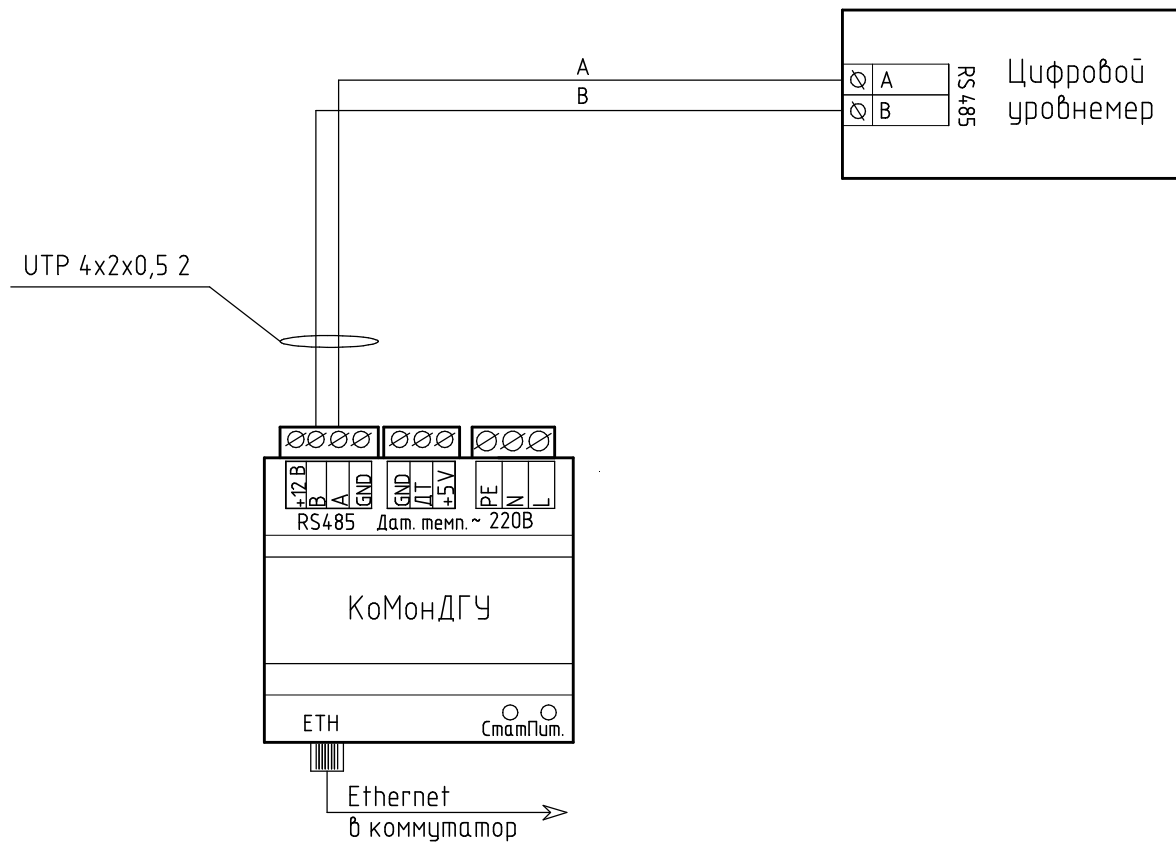 A
B
A
B
RS 485
Цифровой
уровнемер
UTP 4x2x0,5 2
+12 В
B
A
GND
GND
ДТ
+5 V
PE
N
L
RS485
Дат. темп.
~ 220В
КоМонДГУ
ETH
Стат
Пит.
Ethernet
в коммутатор